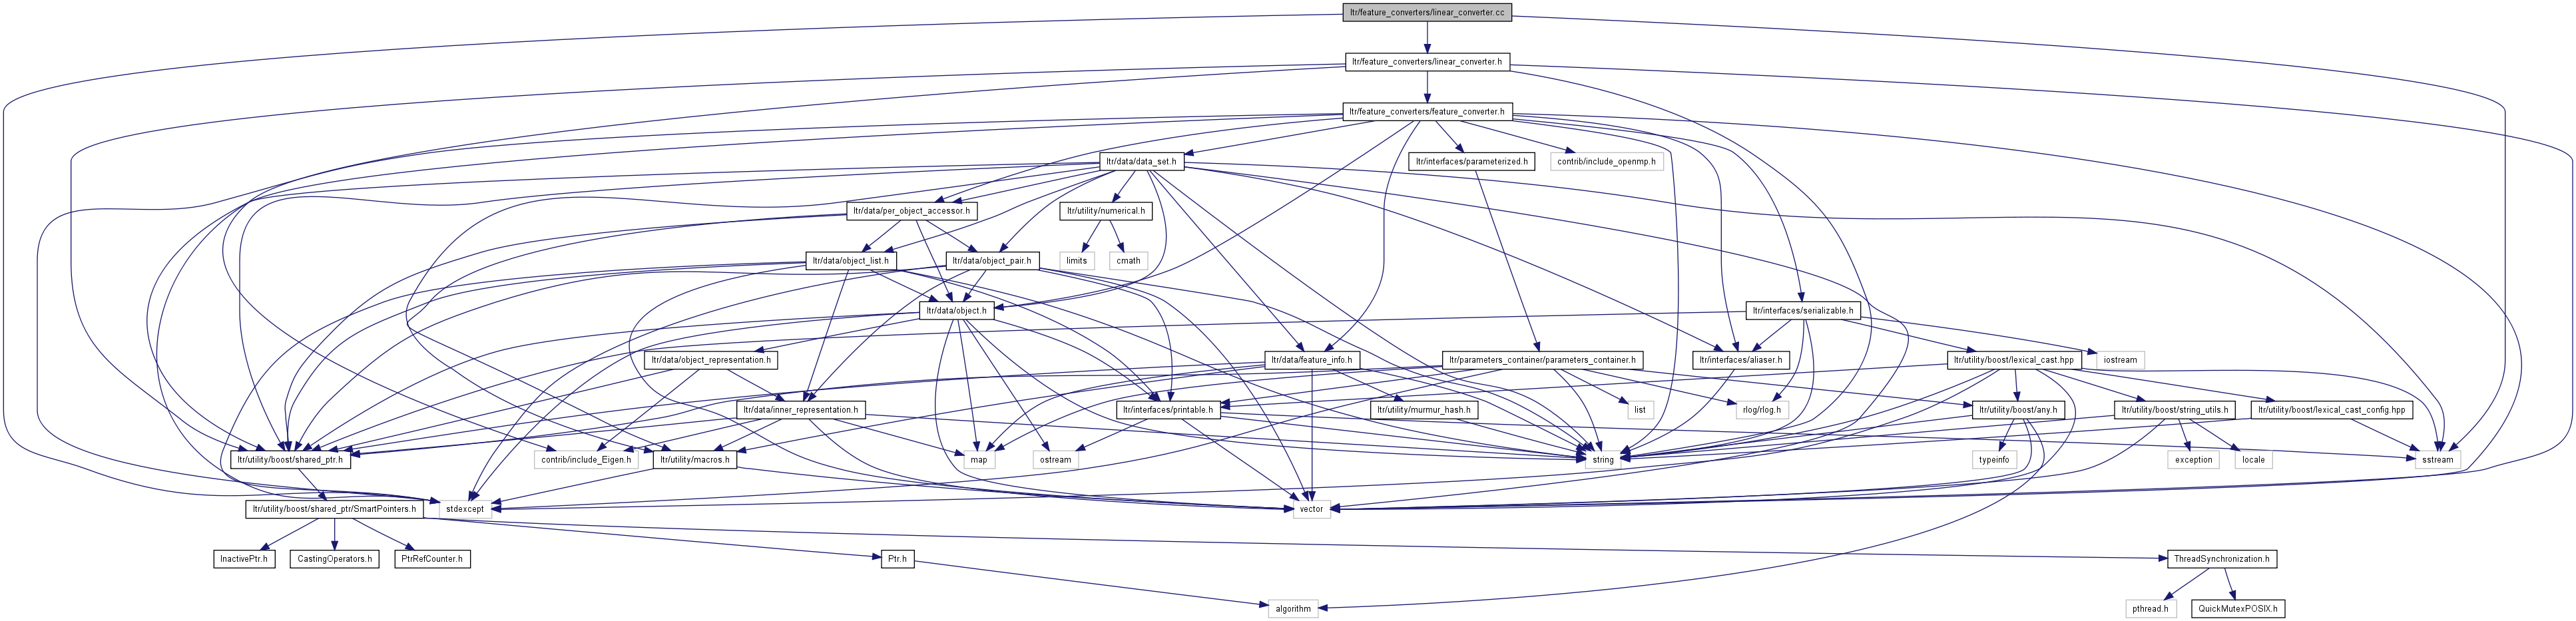 ltr/feature_converters/linear_converter.cc
ltr/feature_converters/linear_converter.h
ltr/feature_converters/feature_converter.h
ltr/data/data_set.h
ltr/interfaces/parameterized.h
contrib/include_openmp.h
ltr/data/per_object_accessor.h
ltr/utility/numerical.h
ltr/data/object_list.h
ltr/data/object_pair.h
limits
cmath
ltr/data/object.h
ltr/interfaces/serializable.h
ltr/data/object_representation.h
ltr/data/feature_info.h
ltr/parameters_container/parameters_container.h
ltr/interfaces/aliaser.h
ltr/utility/boost/lexical_cast.hpp
iostream
ltr/data/inner_representation.h
ltr/interfaces/printable.h
ltr/utility/murmur_hash.h
list
rlog/rlog.h
ltr/utility/boost/any.h
ltr/utility/boost/string_utils.h
ltr/utility/boost/lexical_cast_config.hpp
ltr/utility/boost/shared_ptr.h
contrib/include_Eigen.h
ltr/utility/macros.h
map
ostream
string
typeinfo
exception
locale
sstream
ltr/utility/boost/shared_ptr/SmartPointers.h
stdexcept
vector
InactivePtr.h
CastingOperators.h
PtrRefCounter.h
Ptr.h
ThreadSynchronization.h
algorithm
pthread.h
QuickMutexPOSIX.h